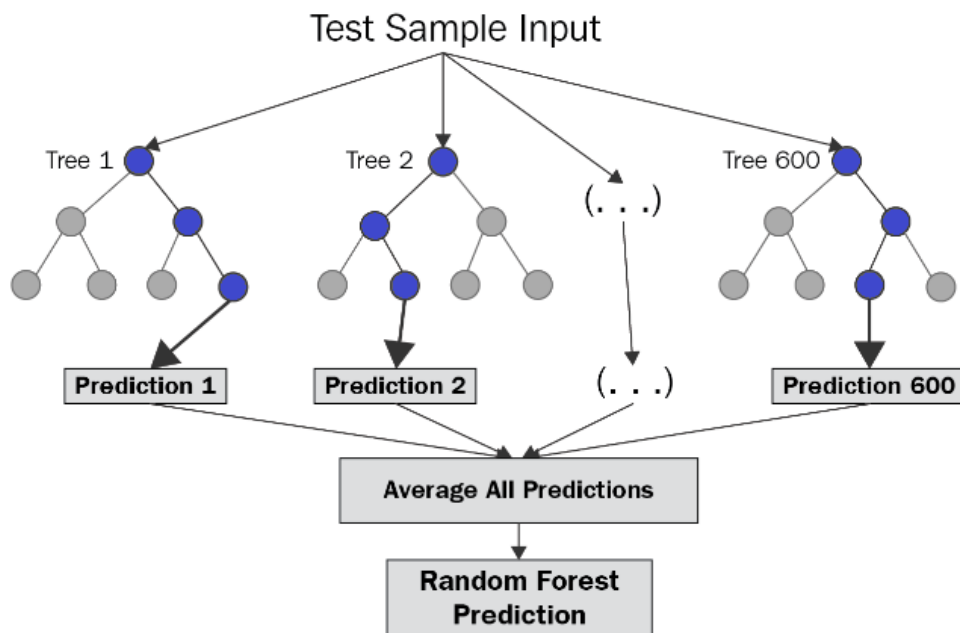 Test Sample Input
Tree 1
Tree 2
Tree 600
(. . .)
Prediction 1
Prediction 2
(. . .)
Prediction 600
Average All Predictions
Random Forest
Prediction